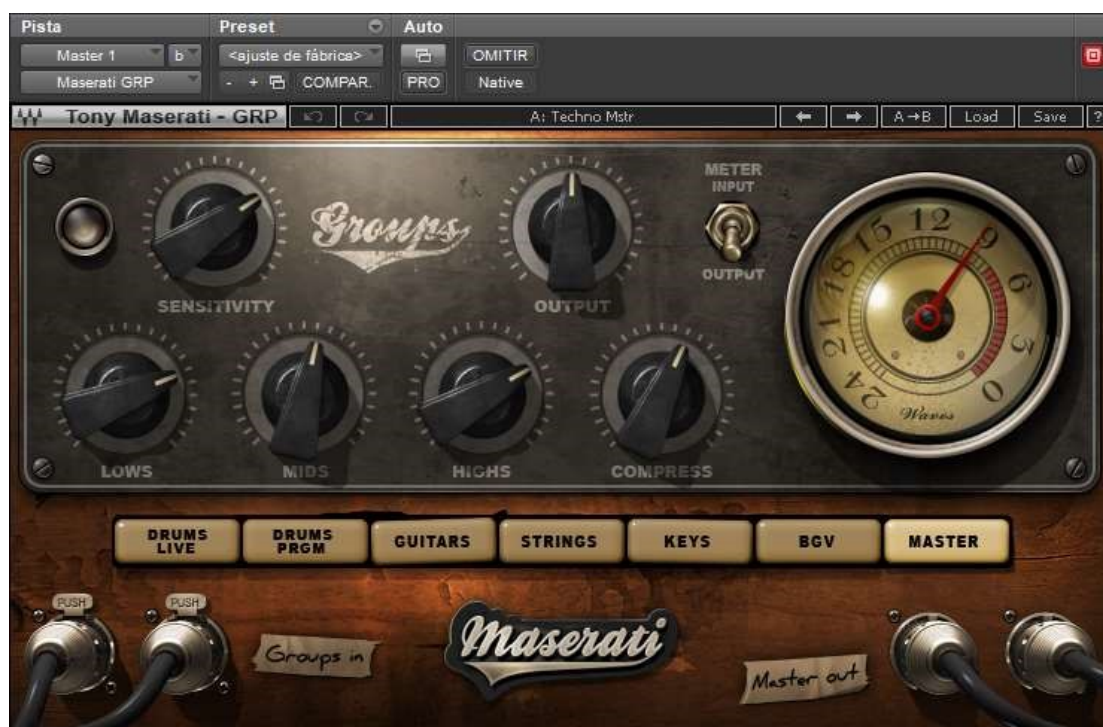 Pista Preset Auto
Master 1 b <ajuste de fábrica> OMITIR
Maserati GRP - + COMPAR. PRO Native
Tony Maserati - GRP A: Techno Mstr A→B Load Save ?
METER
INPUT
Groups
OUTPUT
SENSITIVITY OUTPUT
24 21 18 15 12 9 6 3 0
Waves
LOWS MIDS HIGHS COMPRESS
DRUMS LIVE
DRUMS PRGM
GUITARS
STRINGS
KEYS
BGV
MASTER
PUSH PUSH
Groups in
Maserati
Master out